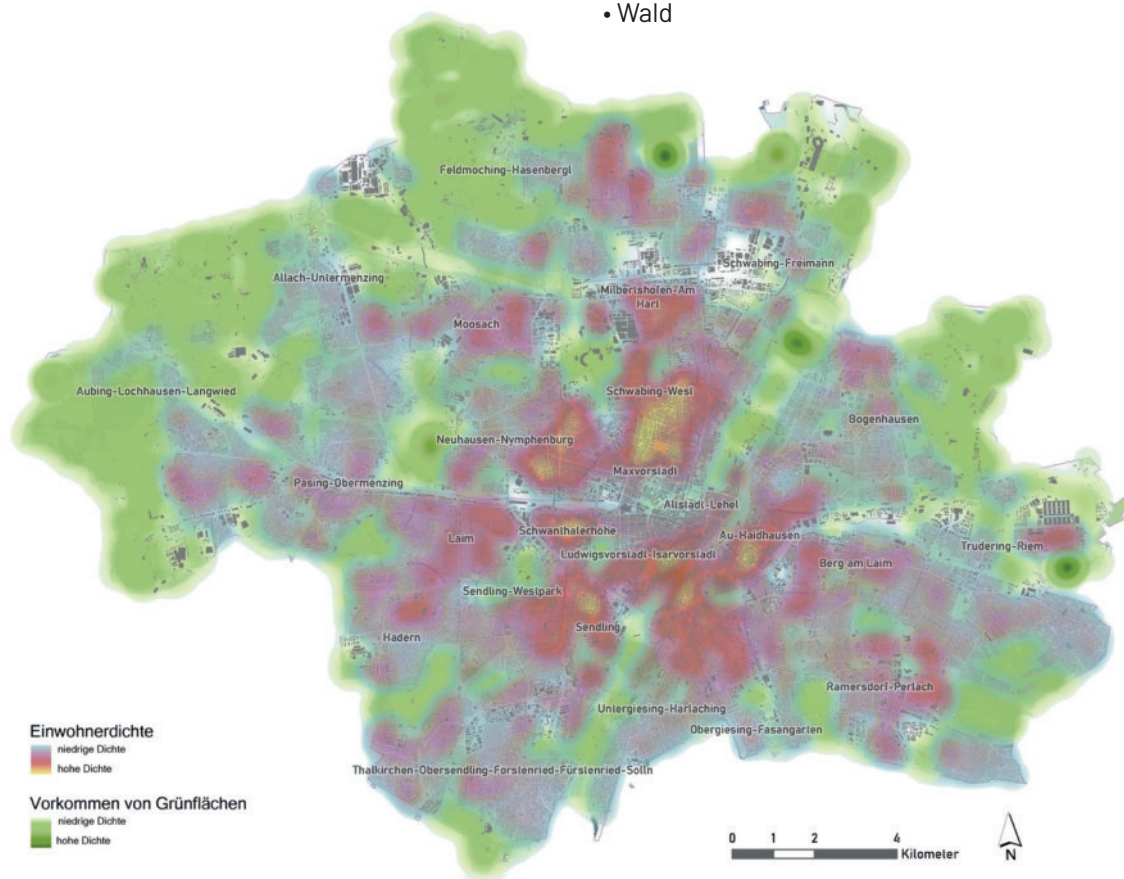 • Wald
Feldmoching-Hasenbergl
Schwabing-Freimann
Allach-Untermenzing
Milbertshofen-Am
Hart
Moosach
Aubing-Lochhausen-Langwied
Schwabing-West
Bogenhausen
Neuhausen-Nymphenburg
Maxvorstadt
Pasing-Obermenzing
Altstadt-Lehel
Schwanthalerhöhe
Laim
Au-Haidhausen
Trudering-Riem
Ludwigsvorstadt-Isarvorstadt
Berg am Laim
Sendling-Westpark
Sendling
Hadern
Ramersdorf-Perlach
Untergiesing-Harlaching
Obergiesing-Fasangarten
Thalkirchen-Obersendling-Forstenried-Fürstenried-Solln
Einwohnerdichte
niedrige Dichte
hohe Dichte
Vorkommen von Grünflächen
niedrige Dichte
hohe Dichte
0 1 2 4
Kilometer
N